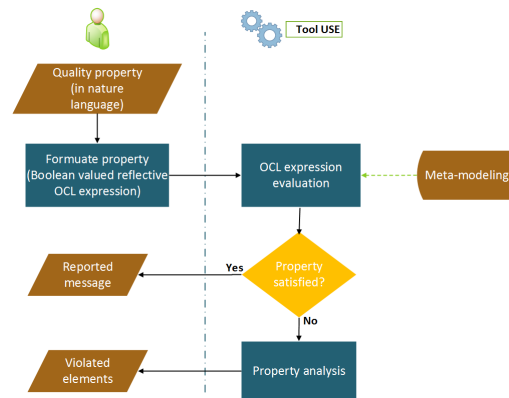 Tool USE
Quality property
(in nature
language)
Formuate property
(Boolean valued reflective
OCL expression)
OCL expression
evaluation
Meta-modeling
Property
satisfied?
Yes
Reported
message
No
Property analysis
Violated
elements